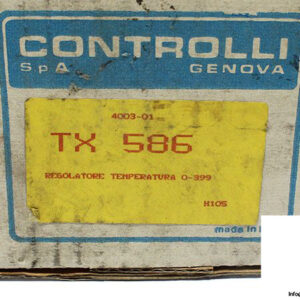 CONTROLLI
SpA GENOVA
4003-01
TX 586
REGOLATORE TEMPERATURA 0-399
H105
made in